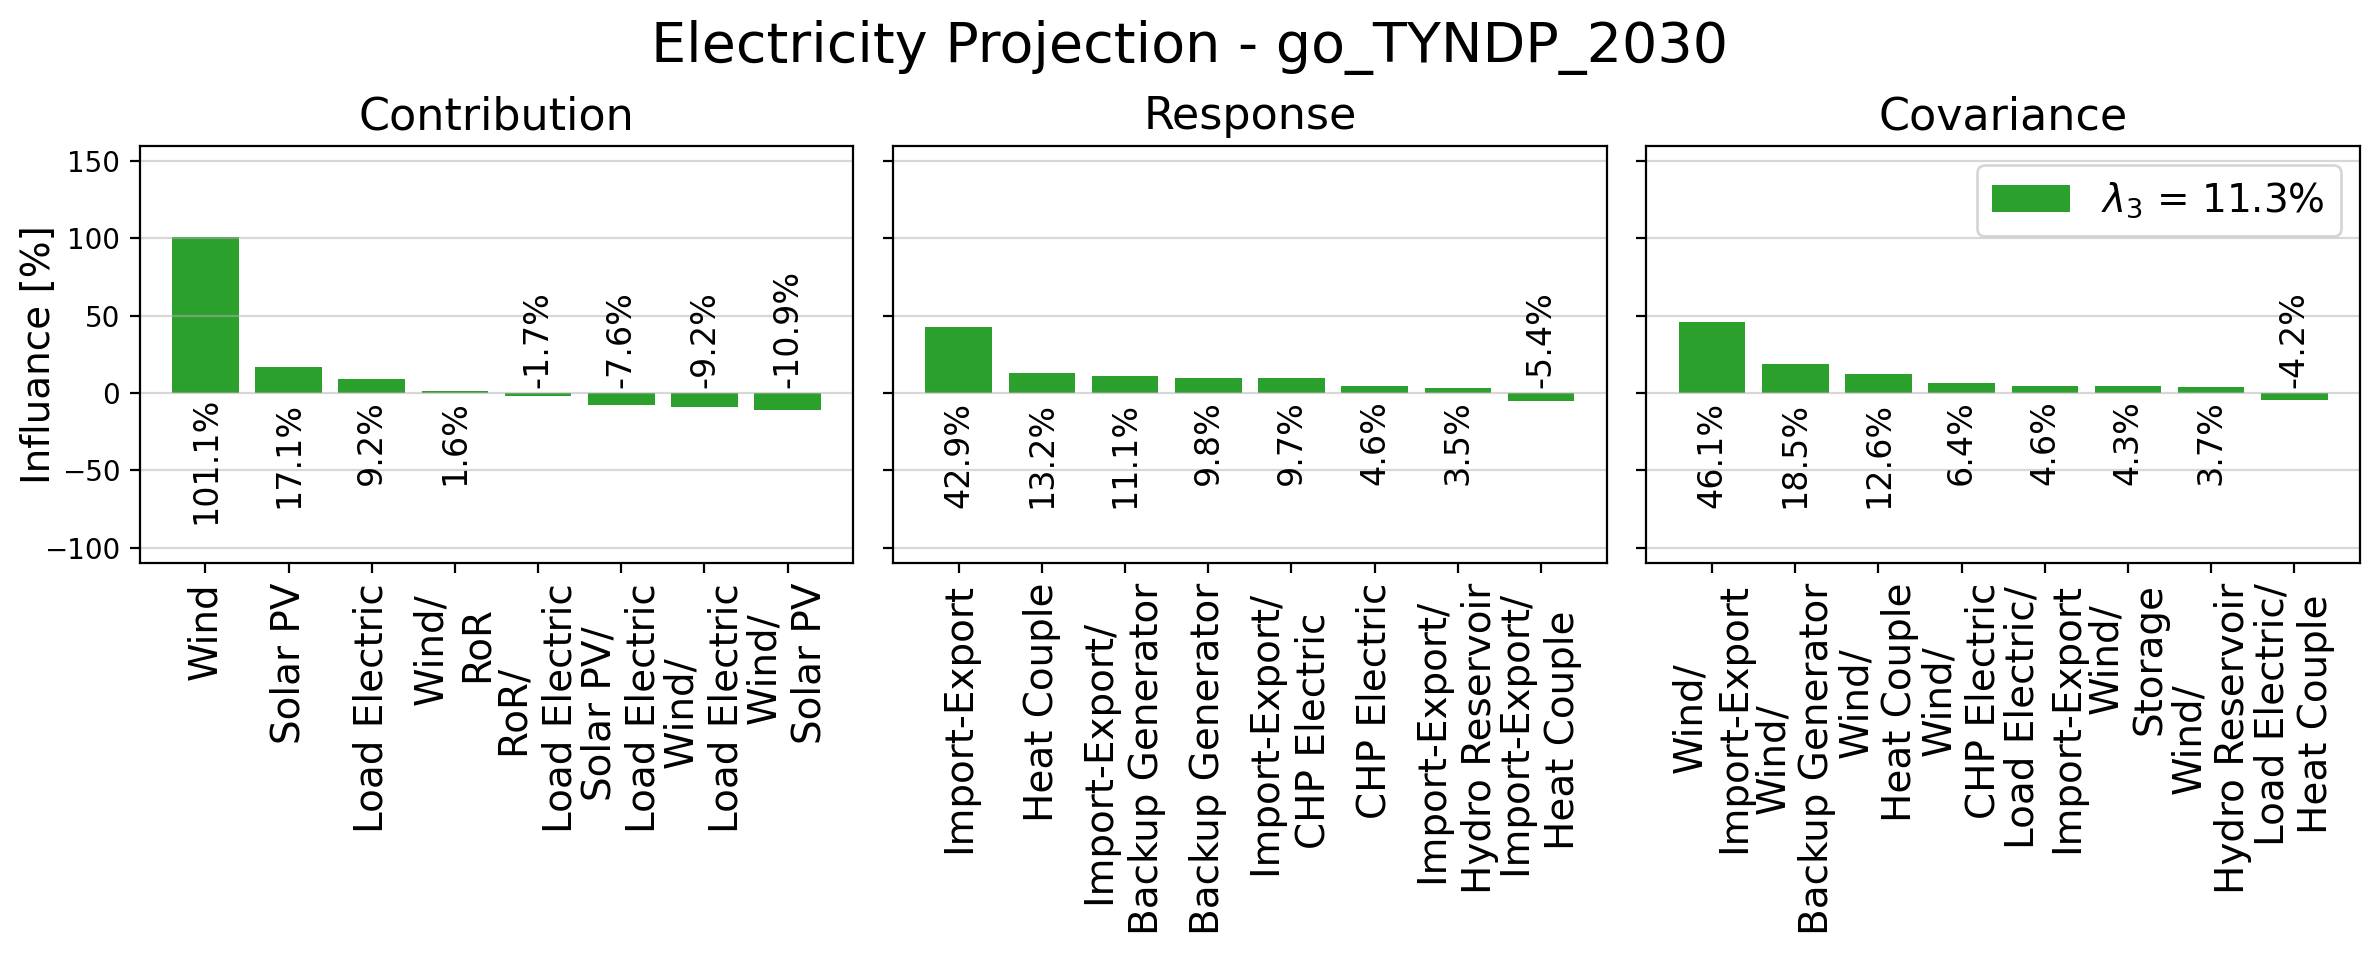 Electricity Projection - go_TYNDP_2030
Contribution
Response
Covariance
Influance [%]
150
100
50
0
−50
−100
λ3 = 11.3%
101.1%
17.1%
9.2%
1.6%
-1.7%
-7.6%
-9.2%
-10.9%
42.9%
13.2%
11.1%
9.8%
9.7%
4.6%
3.5%
-5.4%
46.1%
18.5%
12.6%
6.4%
4.6%
4.3%
3.7%
-4.2%
Wind
Solar PV
Load Electric
Wind/
RoR
RoR/
Load Electric
Solar PV/
Load Electric
Wind/
Load Electric
Wind/
Solar PV
Import-Export
Heat Couple
Import-Export/
Backup Generator
Backup Generator
Import-Export/
CHP Electric
CHP Electric
Import-Export/
Hydro Reservoir
Import-Export/
Heat Couple
Wind/
Import-Export
Wind/
Backup Generator
Wind/
Heat Couple
Wind/
CHP Electric
Load Electric/
Import-Export
Wind/
Storage
Wind/
Hydro Reservoir
Load Electric/
Heat Couple